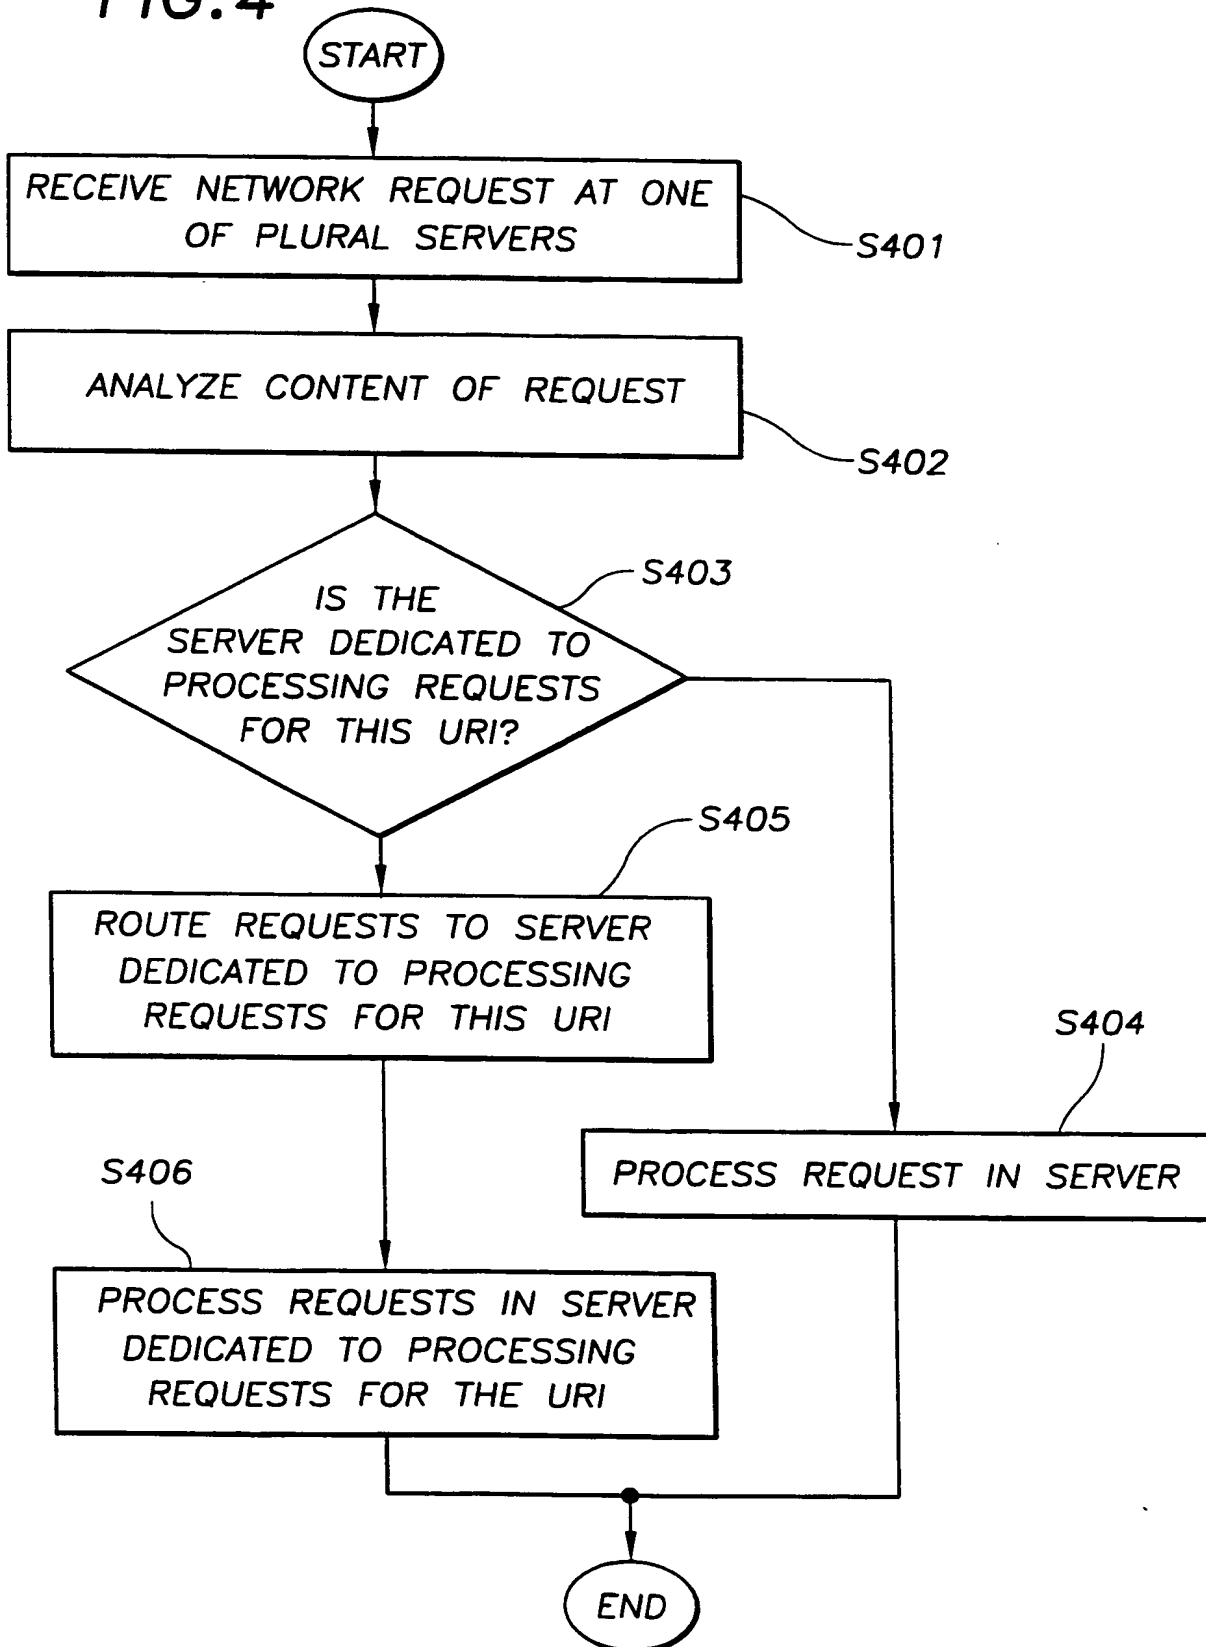 FIG. 4
START
RECEIVE NETWORK REQUEST AT ONE
OF PLURAL SERVERS
S401
ANALYZE CONTENT OF REQUEST
S402
S403
IS THE
SERVER DEDICATED TO
PROCESSING REQUESTS
FOR THIS URI?
S405
ROUTE REQUESTS TO SERVER
DEDICATED TO PROCESSING
REQUESTS FOR THIS URI
S404
PROCESS REQUEST IN SERVER
S406
PROCESS REQUESTS IN SERVER
DEDICATED TO PROCESSING
REQUESTS FOR THE URI
END